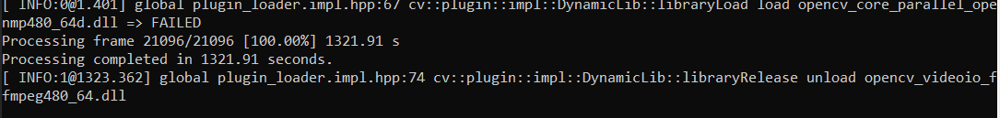 [ INFO:0@1.401] global plugin_loader.impl.hpp:67 cv::plugin::impl::DynamicLib::libraryLoad load opencv_core_parallel_ope
nmp480_64d.dll => FAILED
Processing frame 21096/21096 [100.00%] 1321.91 s
Processing completed in 1321.91 seconds.
[ INFO:1@1323.362] global plugin_loader.impl.hpp:74 cv::plugin::impl::DynamicLib::libraryRelease unload opencv_videoio_f
fmpeg480_64.dll